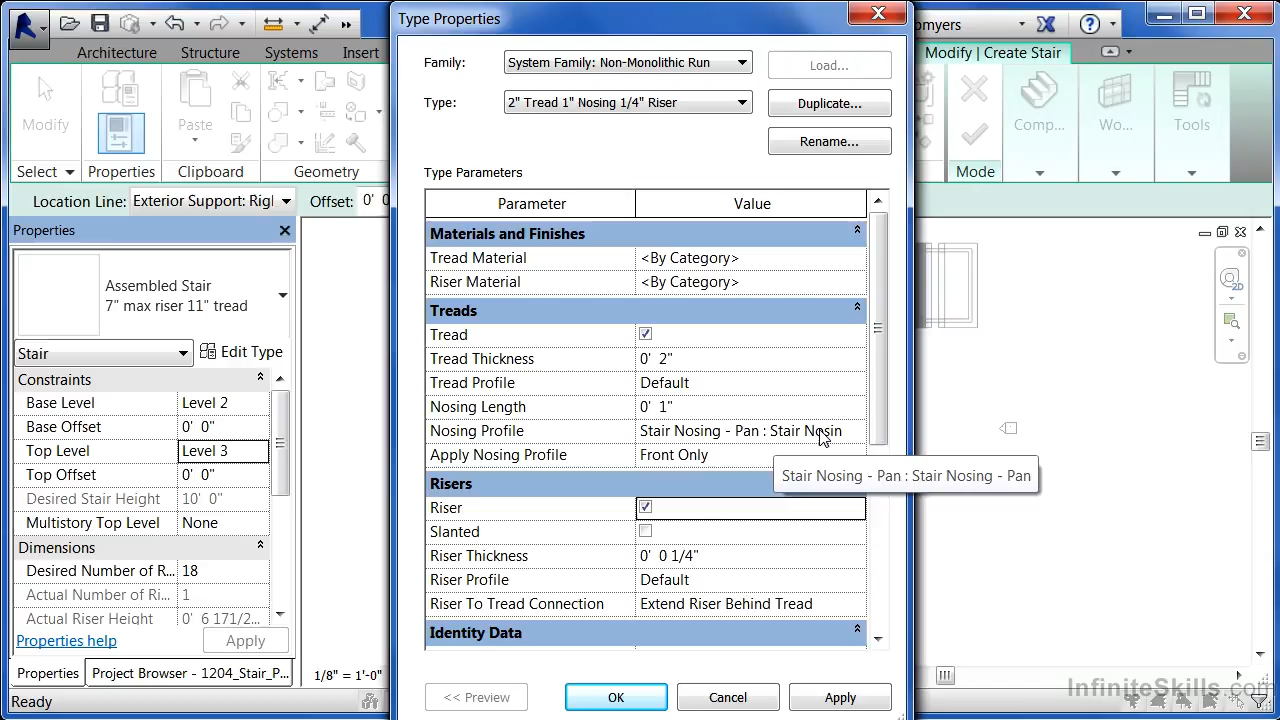 Type Properties
omyers
Architecture Structure Systems Insert
Modify | Create Stair
Modify
Paste
Comp...
Wo...
Tools
Select Properties Clipboard Geometry
Mode
Location Line: Exterior Support: Rigl Offset: 0' 0
Properties
Assembled Stair
7" max riser 11" tread
Stair
Edit Type
Constraints
Base Level Level 2
Base Offset 0' 0"
Top Level Level 3
Top Offset 0' 0"
Desired Stair Height 10' 0"
Multistory Top Level None
Dimensions
Desired Number of R... 18
Actual Number of Ri... 1
Actual Riser Height 0' 6 171/2...
Properties help
Apply
Properties Project Browser - 1204_Stair_P...
1/8" = 1'-0"
Ready
Family: System Family: Non-Monolithic Run Load...
Type: 2" Tread 1" Nosing 1/4" Riser Duplicate...
Rename...
Type Parameters
Parameter Value
Materials and Finishes
Tread Material <By Category>
Riser Material <By Category>
Treads
Tread
Tread Thickness 0' 2"
Tread Profile Default
Nosing Length 0' 1"
Nosing Profile Stair Nosing - Pan : Stair Nosin
Apply Nosing Profile Front Only
Stair Nosing - Pan : Stair Nosing - Pan
Risers
Riser
Slanted
Riser Thickness 0' 0 1/4"
Riser Profile Default
Riser To Tread Connection Extend Riser Behind Tread
Identity Data
<< Preview OK Cancel Apply
2D
InfiniteSkills.com